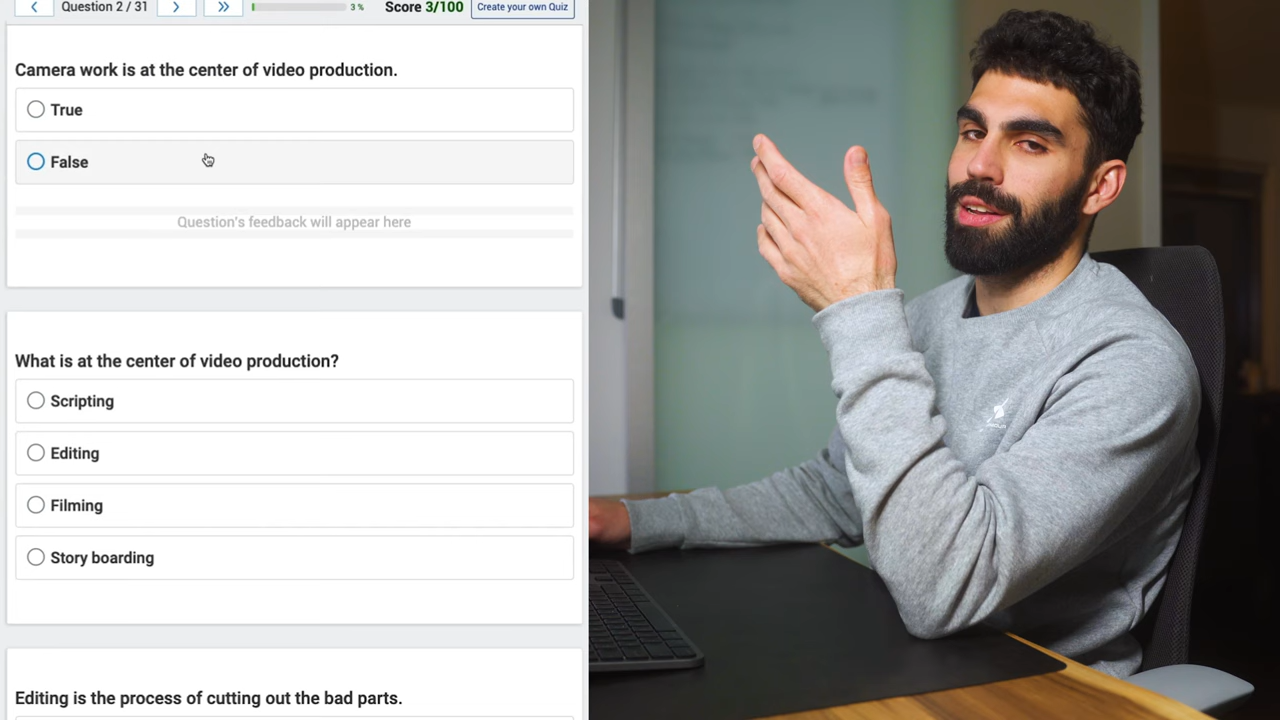 Question 2 / 31
3 %
Score 3/100
Create your own Quiz
Camera work is at the center of video production.
True
False
Question's feedback will appear here
What is at the center of video production?
Scripting
Editing
Filming
Story boarding
Editing is the process of cutting out the bad parts.